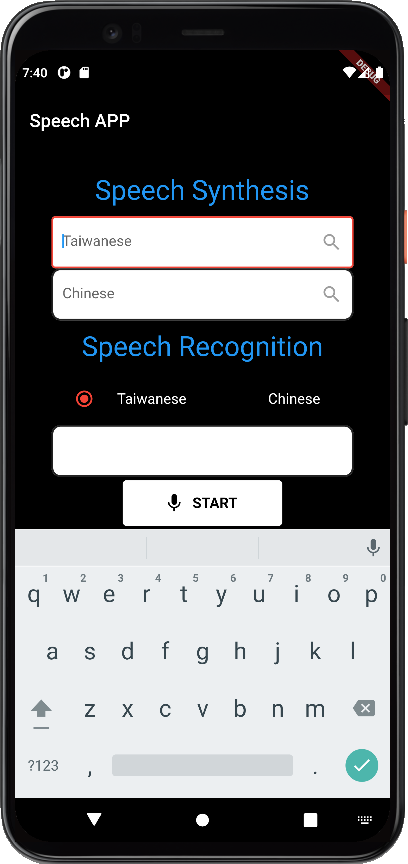 7:40
DEBUG
Speech APP
Speech Synthesis
Taiwanese
Chinese
Speech Recognition
Taiwanese Chinese
START
1 2 3 4 5 6 7 8 9 0
q w e r t y u i o p
a s d f g h j k l
z x c v b n m
?123 , .